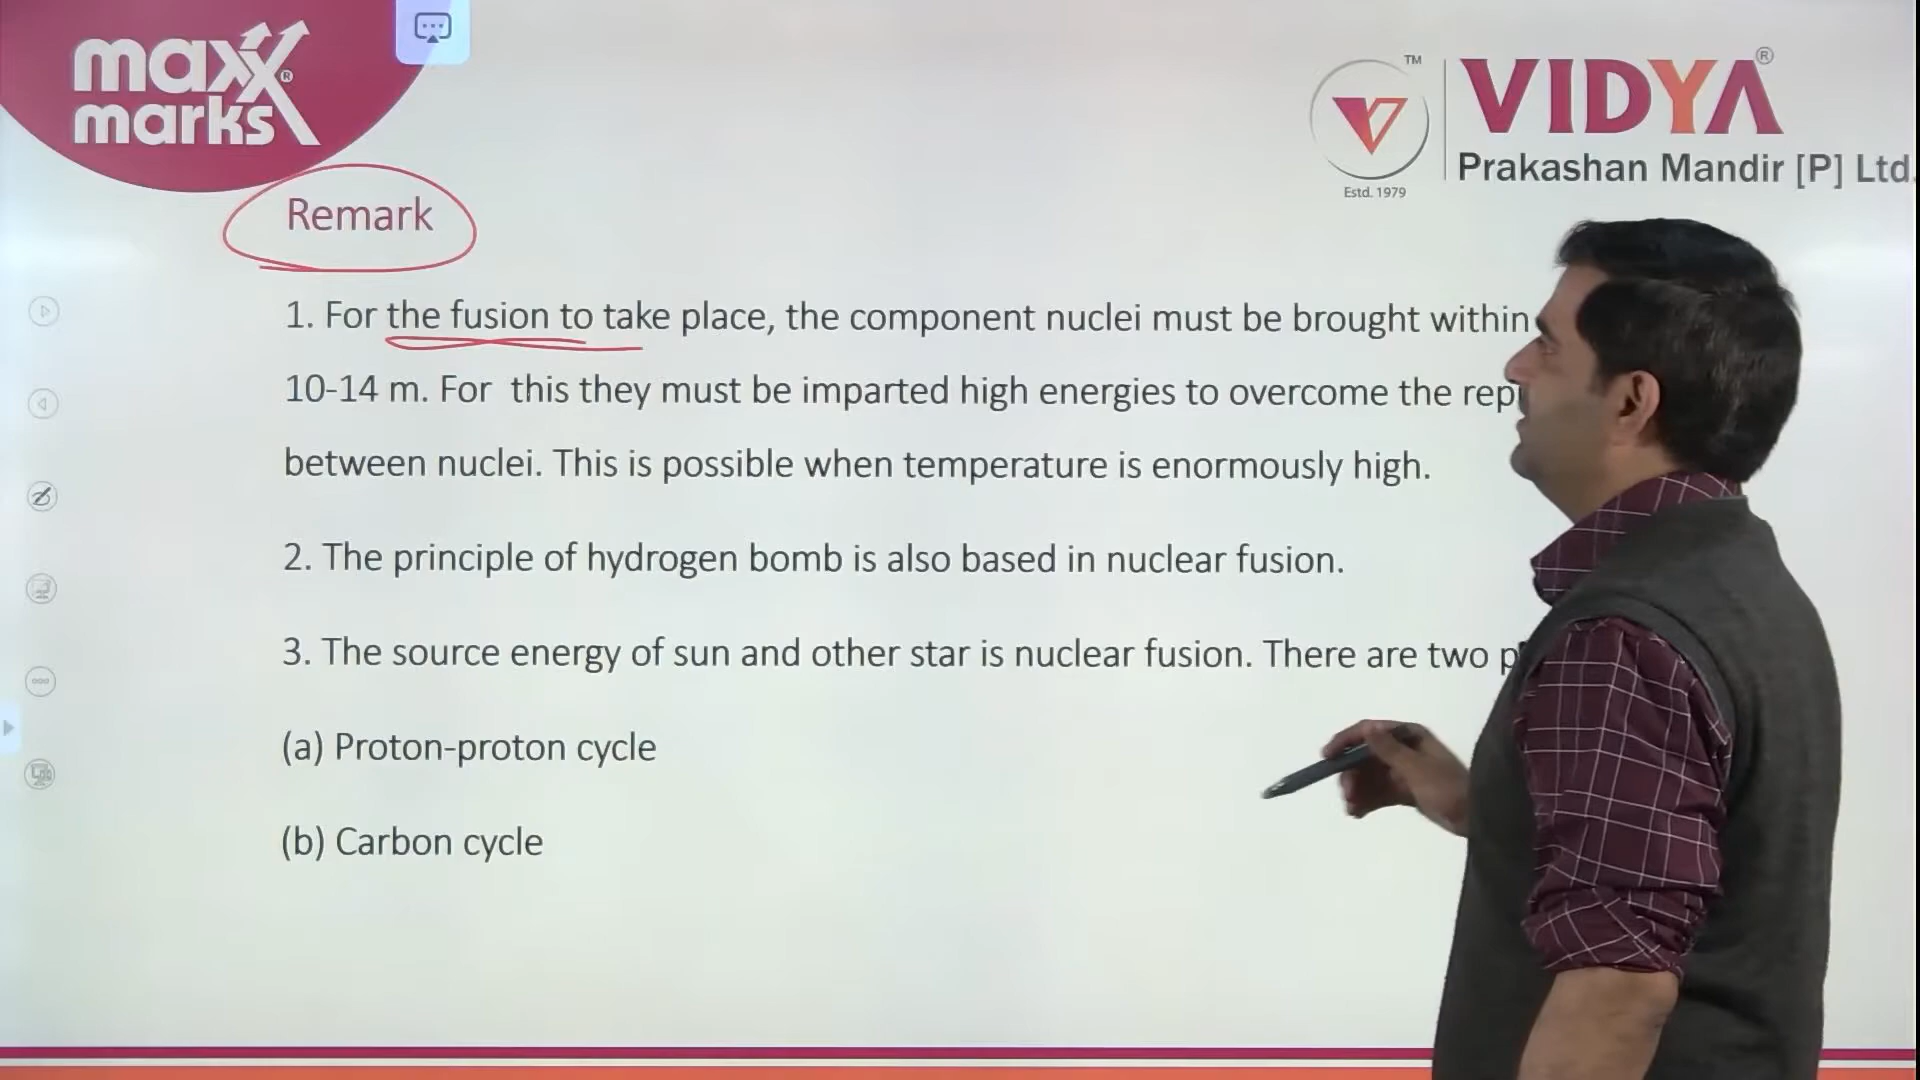 maxx
marks®
TM
VIDYA®
Prakashan Mandir [P] Ltd.
Estd. 1979
Remark
1. For the fusion to take place, the component nuclei must be brought within
10-14 m. For this they must be imparted high energies to overcome the
between nuclei. This is possible when temperature is enormously high.
2. The principle of hydrogen bomb is also based in nuclear fusion.
3. The source energy of sun and other star is nuclear fusion. There are two
(a) Proton-proton cycle
(b) Carbon cycle